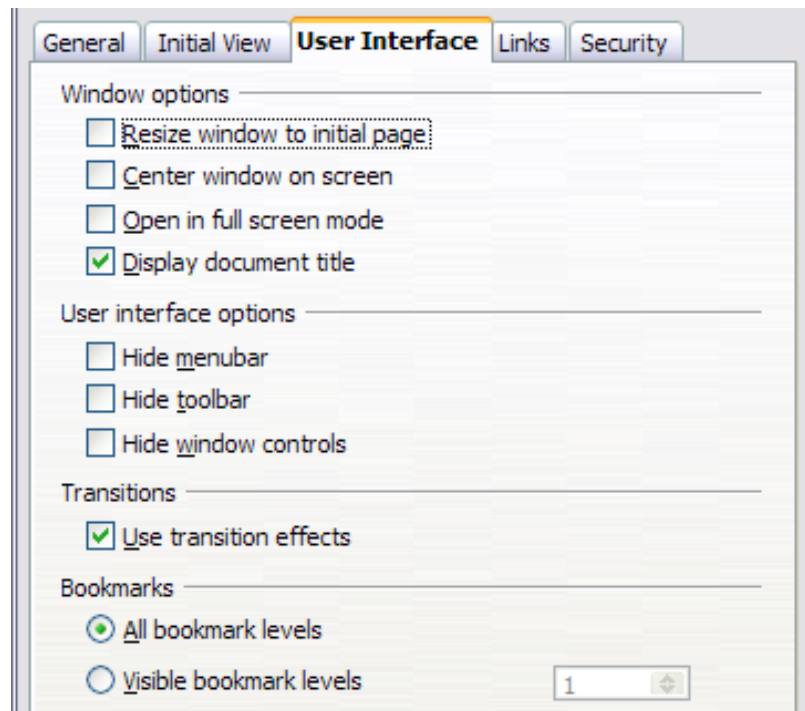 General Initial View User Interface Links Security
Window options
Resize window to initial page
Center window on screen
Open in full screen mode
Display document title
User interface options
Hide menubar
Hide toolbar
Hide window controls
Transitions
Use transition effects
Bookmarks
All bookmark levels
Visible bookmark levels 1